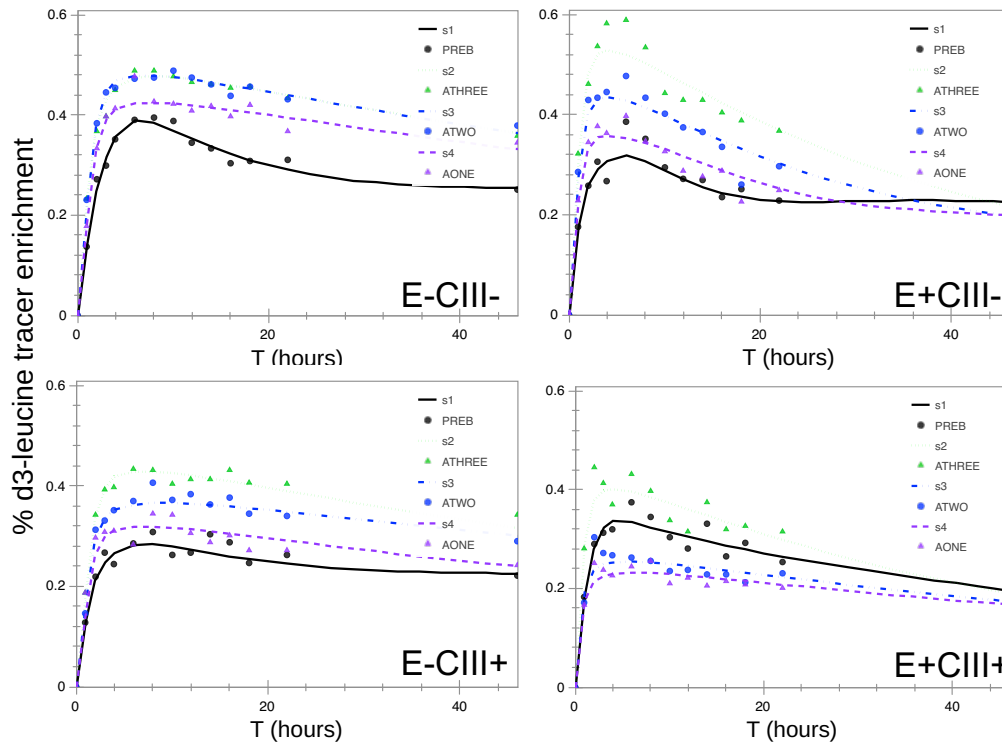 % d3-leucine tracer enrichment
0.6
0.4
0.2
0
0
20
40
T (hours)
s1
PREB
s2
ATHREE
s3
ATWO
s4
AONE
E-CIII-
0.6
0.4
0.2
0
0
20
40
T (hours)
s1
PREB
s2
ATHREE
s3
ATWO
s4
AONE
E+CIII-
0.6
0.4
0.2
0
0
20
40
T (hours)
s1
PREB
s2
ATHREE
s3
ATWO
s4
AONE
E-CIII+
0.6
0.4
0.2
0
0
20
40
T (hours)
s1
PREB
s2
ATHREE
s3
ATWO
s4
AONE
E+CIII+